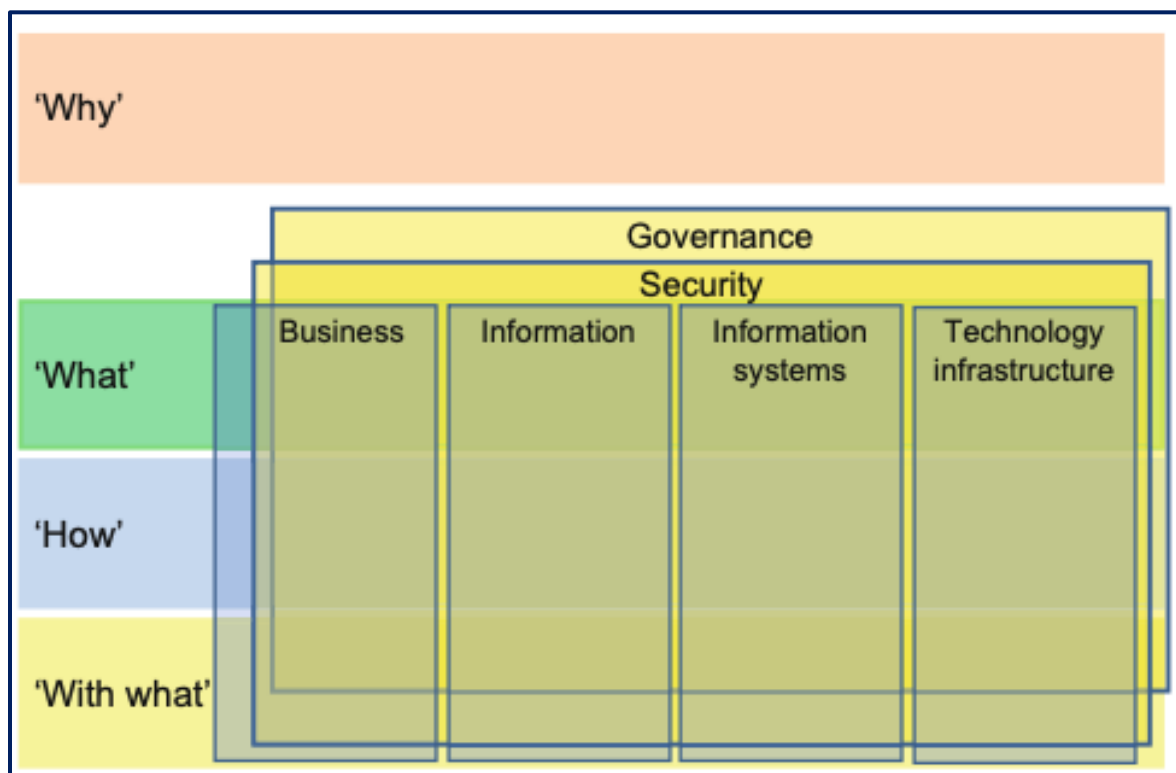 ‘Why’
Governance
Security
Business
Information
Information
systems
Technology
infrastructure
‘What’
‘How’
‘With what’